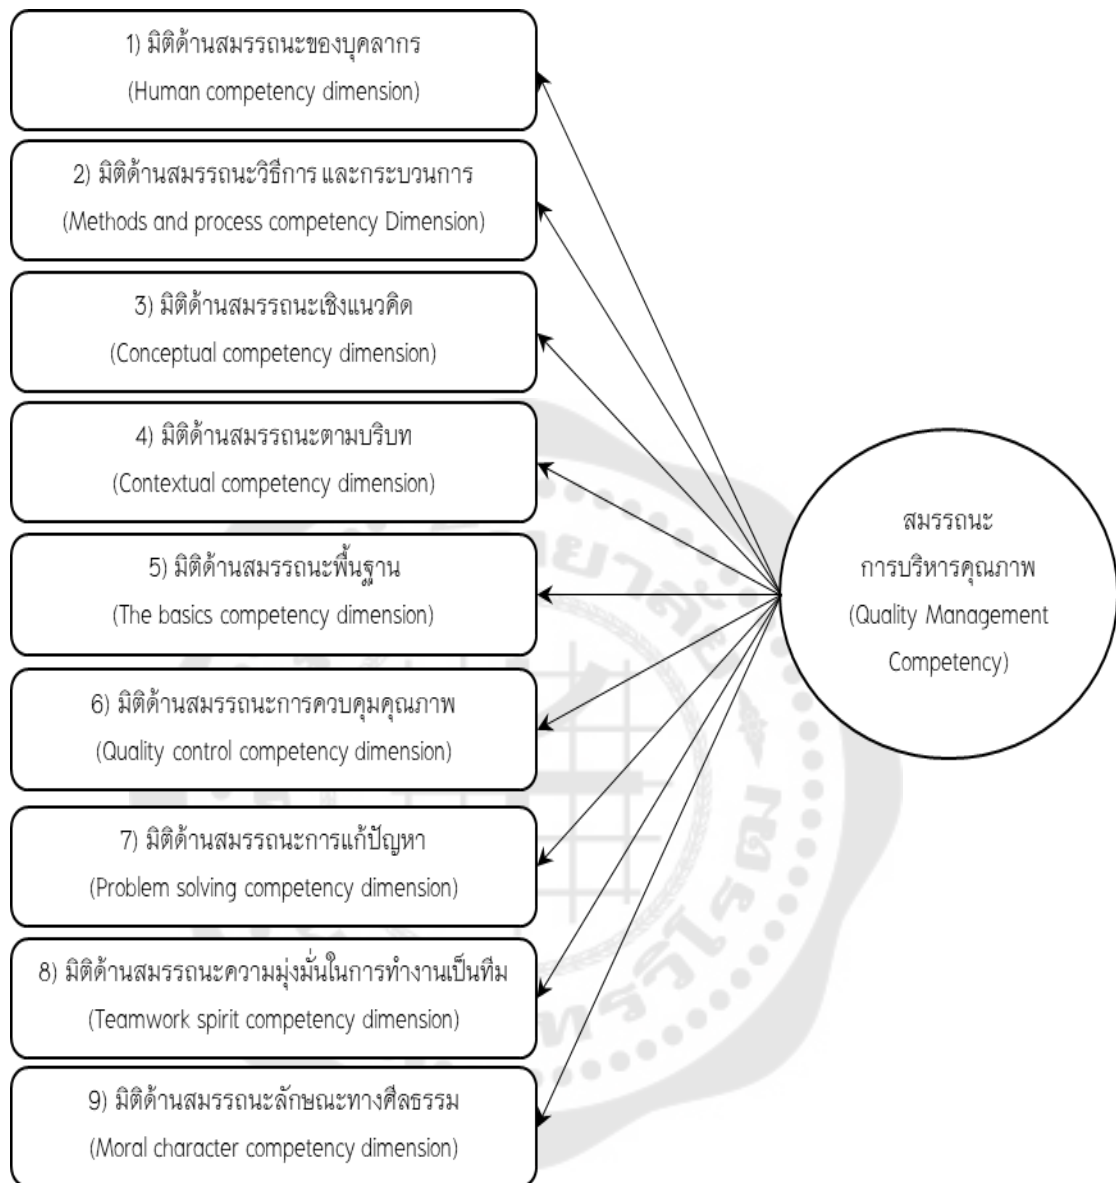 1) มิติด้านสมรรถนะของบุคลากร
(Human competency dimension)
2) มิติด้านสมรรถนะวิธีการ และกระบวนการ
(Methods and process competency Dimension)
3) มิติด้านสมรรถนะเชิงแนวคิด
(Conceptual competency dimension)
4) มิติด้านสมรรถนะตามบริบท
(Contextual competency dimension)
5) มิติด้านสมรรถนะพื้นฐาน
(The basics competency dimension)
6) มิติด้านสมรรถนะการควบคุมคุณภาพ
(Quality control competency dimension)
7) มิติด้านสมรรถนะการแก้ปัญหา
(Problem solving competency dimension)
8) มิติด้านสมรรถนะความมุ่งมั่นในการทำงานเป็นทีม
(Teamwork spirit competency dimension)
9) มิติด้านสมรรถนะลักษณะทางศีลธรรม
(Moral character competency dimension)
สมรรถนะ
การบริหารคุณภาพ
(Quality Management
Competency)